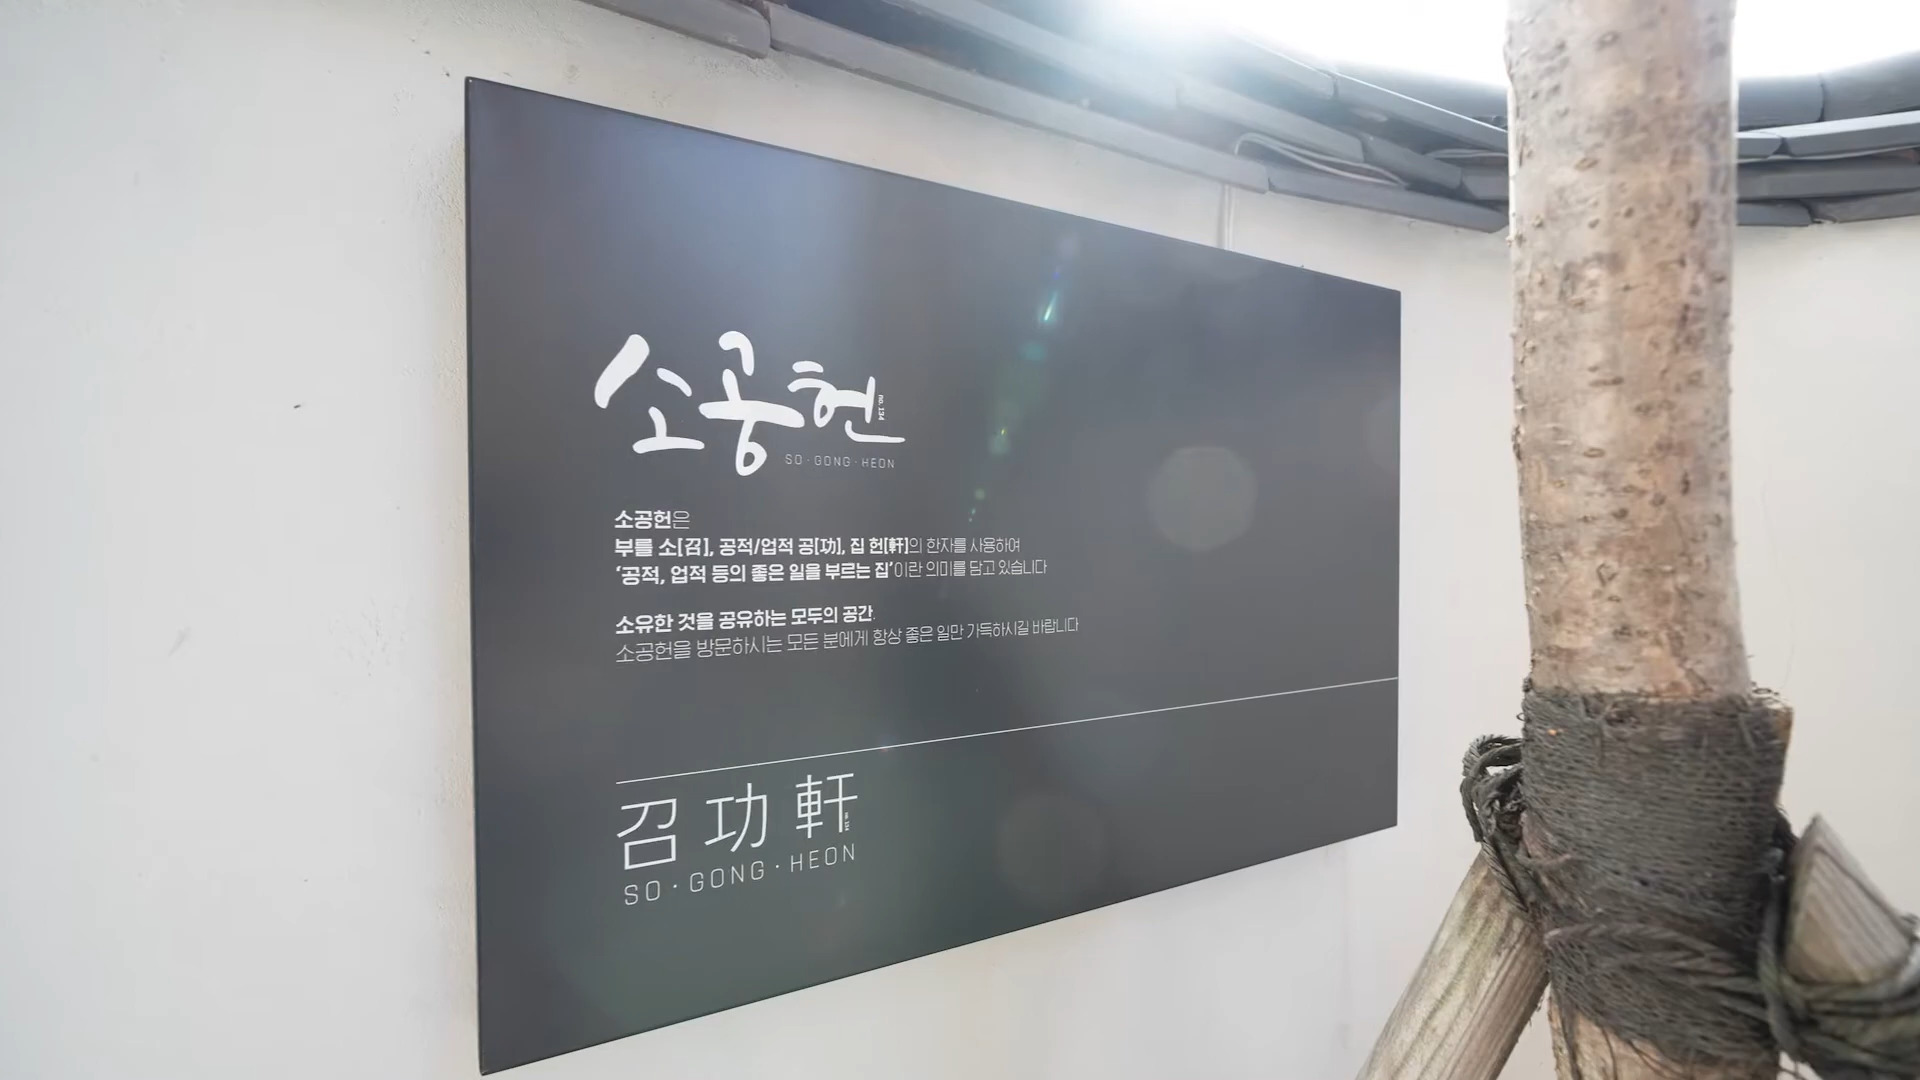 소공헌
no. 134
SO · GONG · HEON
소공헌은
부를 소[召], 공적/업적 공[功], 집 헌[軒]의 한자를 사용하여
‘공적, 업적 등의 좋은 일을 부르는 집’이란 의미를 담고 있습니다
소유한 것을 공유하는 모두의 공간.
소공헌을 방문하시는 모든 분에게 항상 좋은 일만 가득하시길 바랍니다
召功軒
no. 134
SO · GONG · HEON